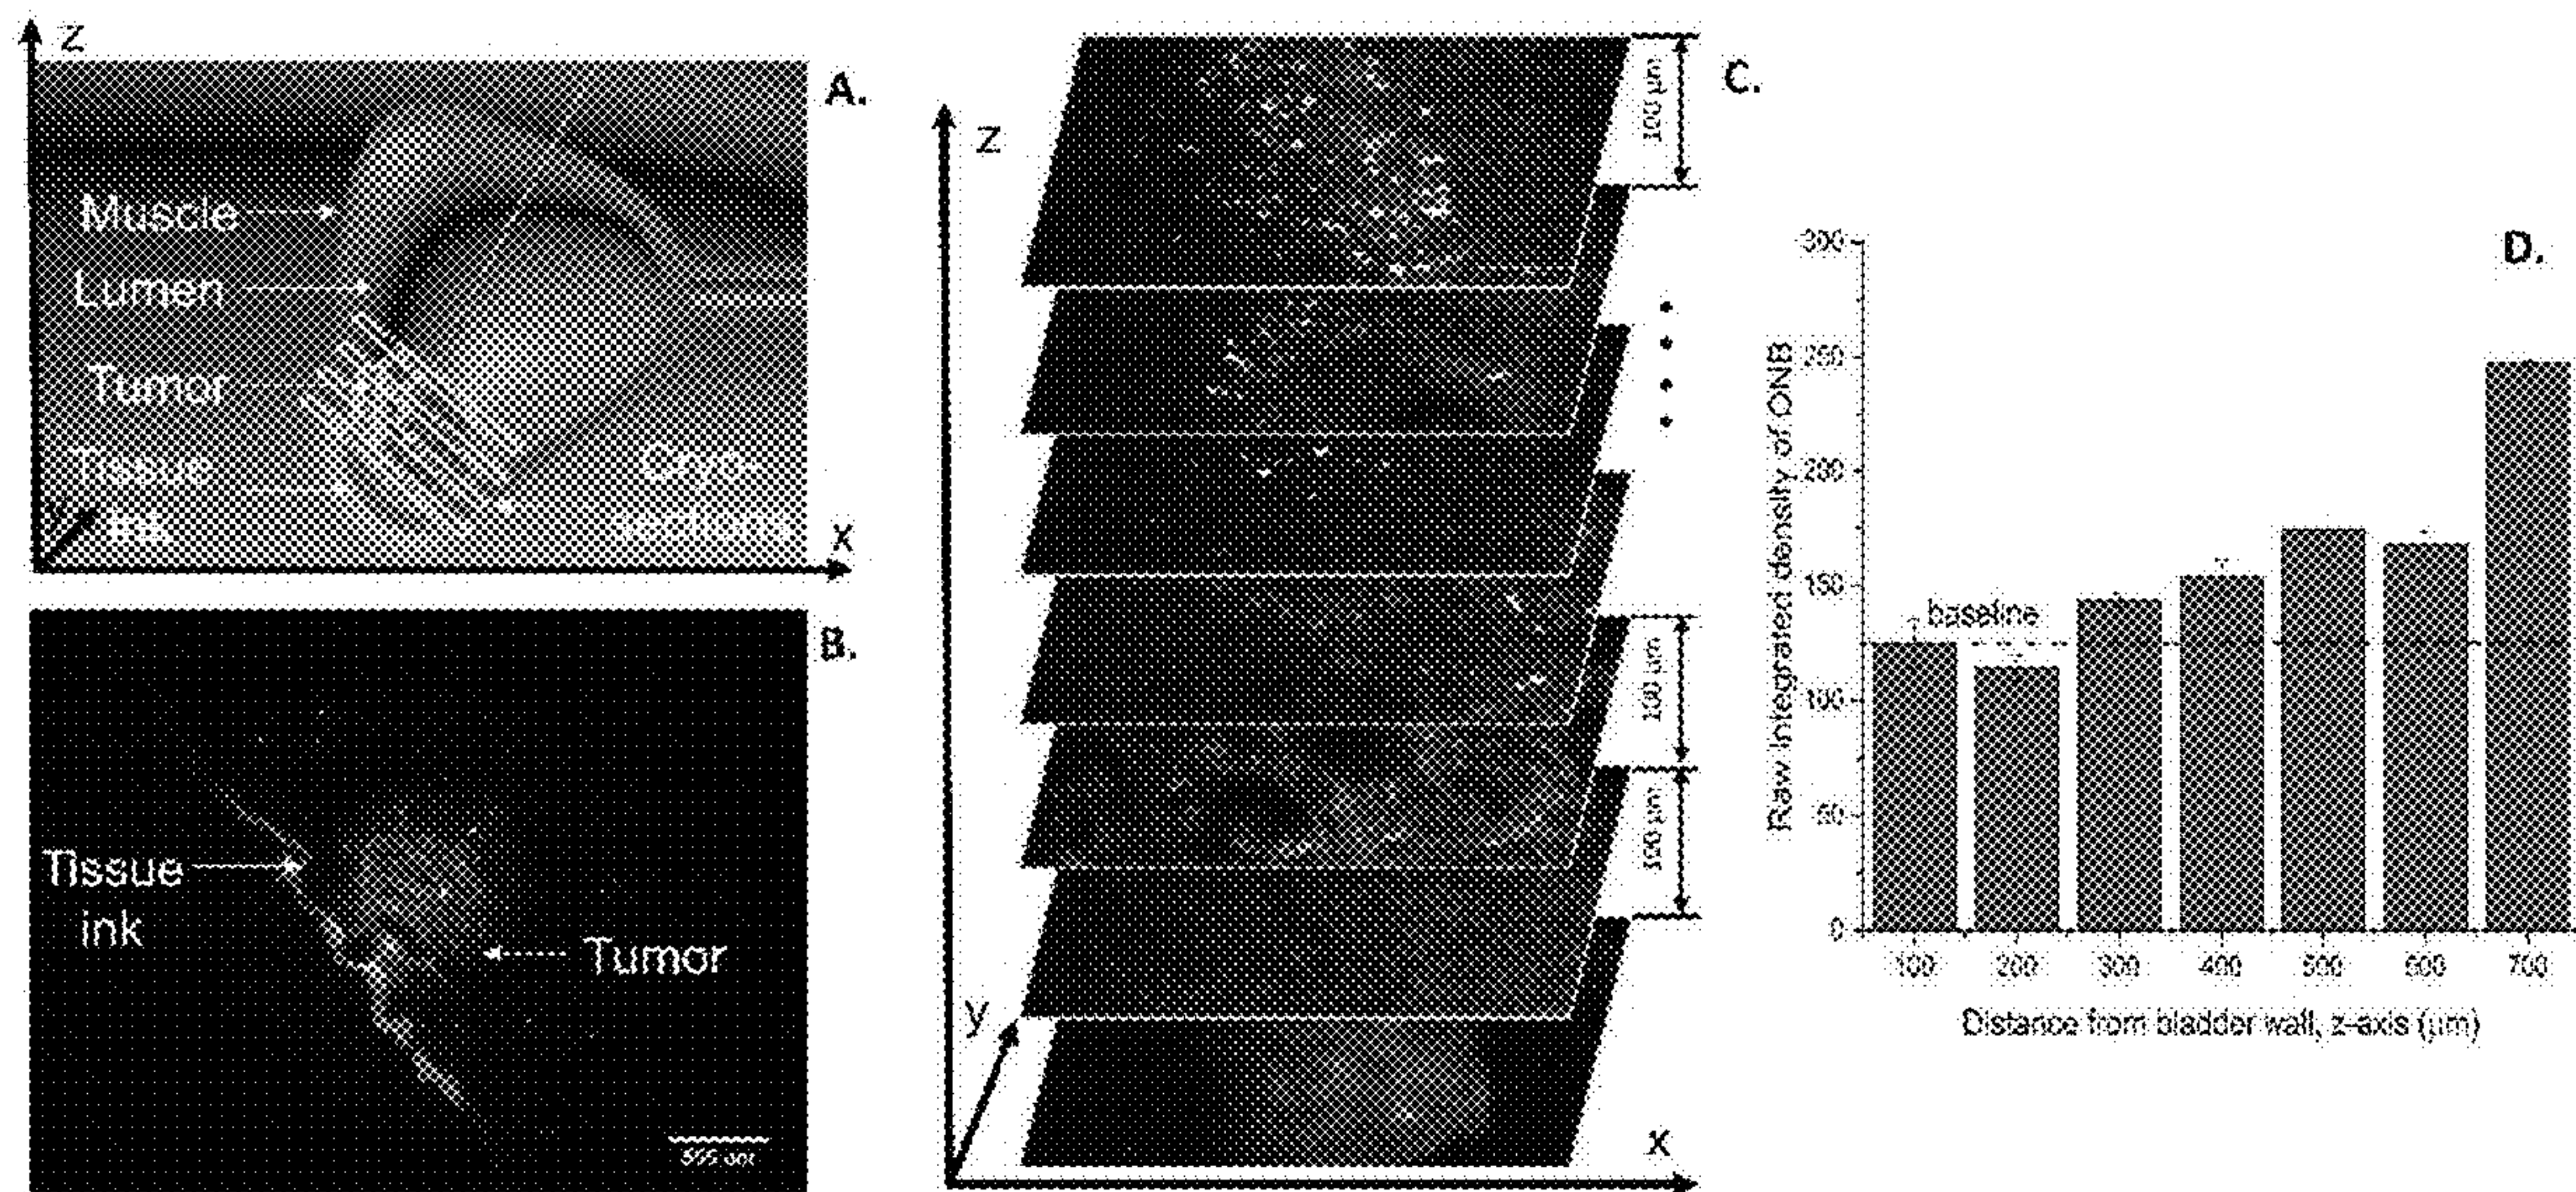 z
A.
Muscle
Lumen
Tumor
Tissue
ink
Cryo-
sections
y
x
B.
Tissue
ink
Tumor
C.
z
100 µm
100 µm
100 µm
y
x
D.
Raw integrated density of
300
250
200
150
100
50
0
baseline
100 200 300 400 500 600 700
Distance from bladder wall, z-axis (µm)